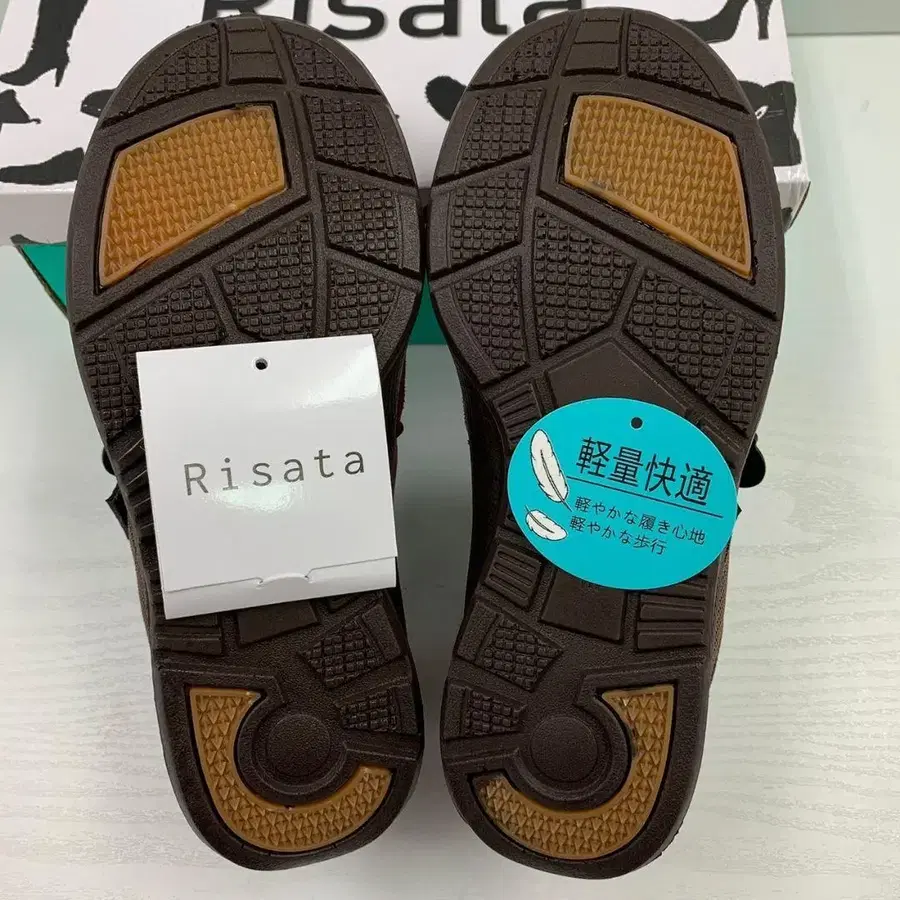 Risata
Risata
軽量快適
軽やかな履き心地
軽やかな歩行